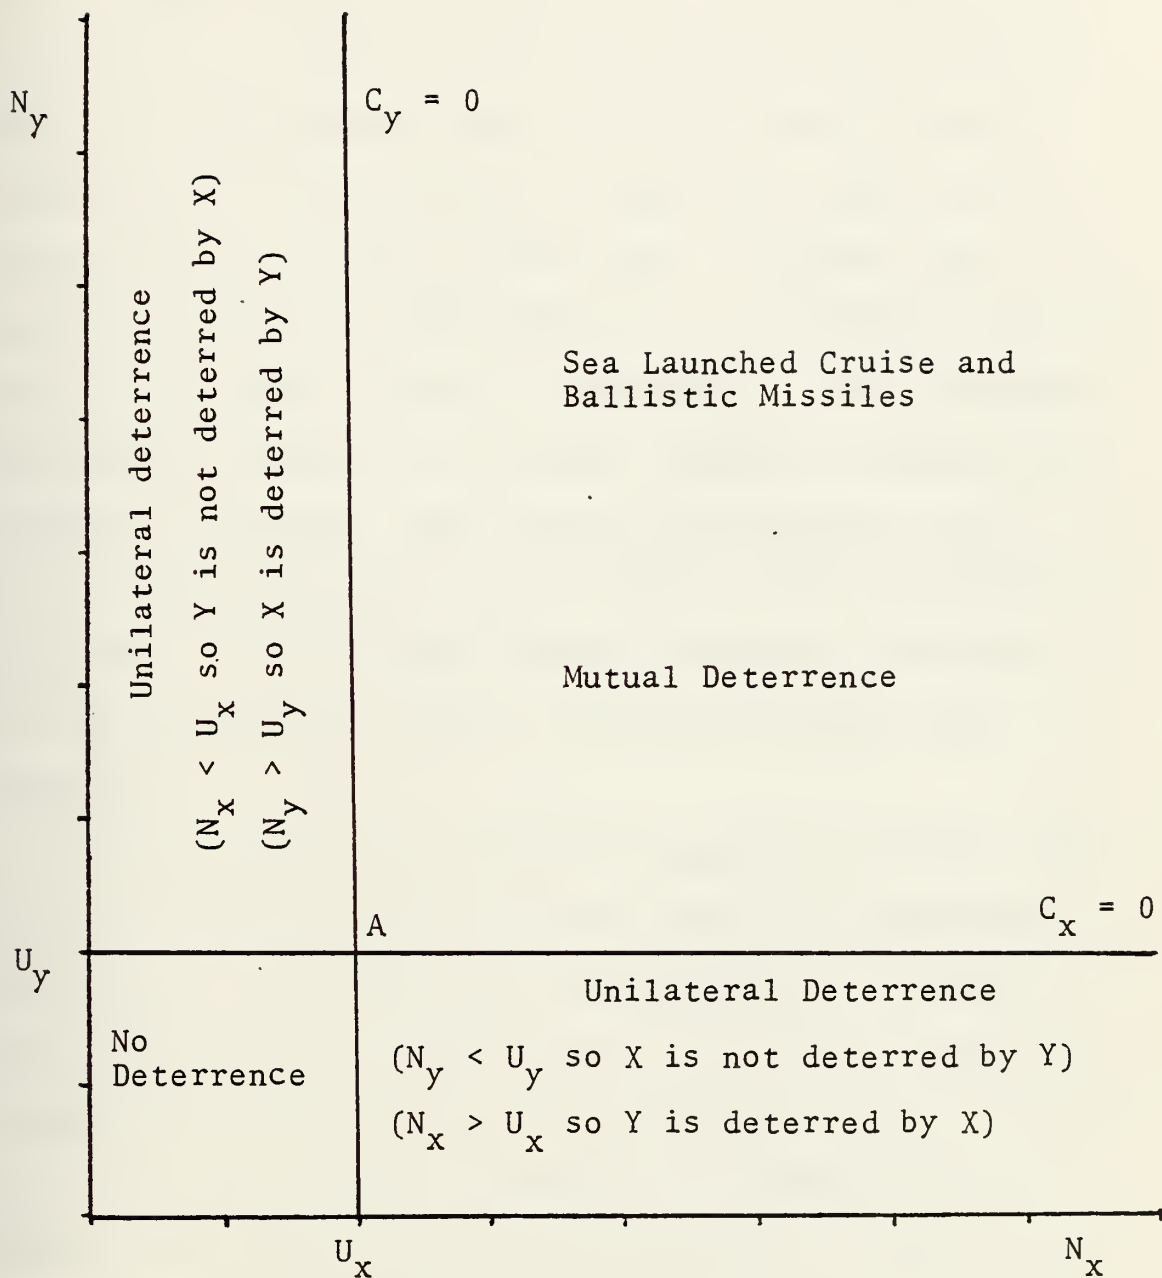 N_y
C_y = 0
Unilateral deterrence
(N_x < U_x so Y is not deterred by X)
(N_y > U_y so X is deterred by Y)
Sea Launched Cruise and
Ballistic Missiles
Mutual Deterrence
C_x = 0
A
U_y
Unilateral Deterrence
No
Deterrence
(N_y < U_y so X is not deterred by Y)
(N_x > U_x so Y is deterred by X)
U_x
N_x